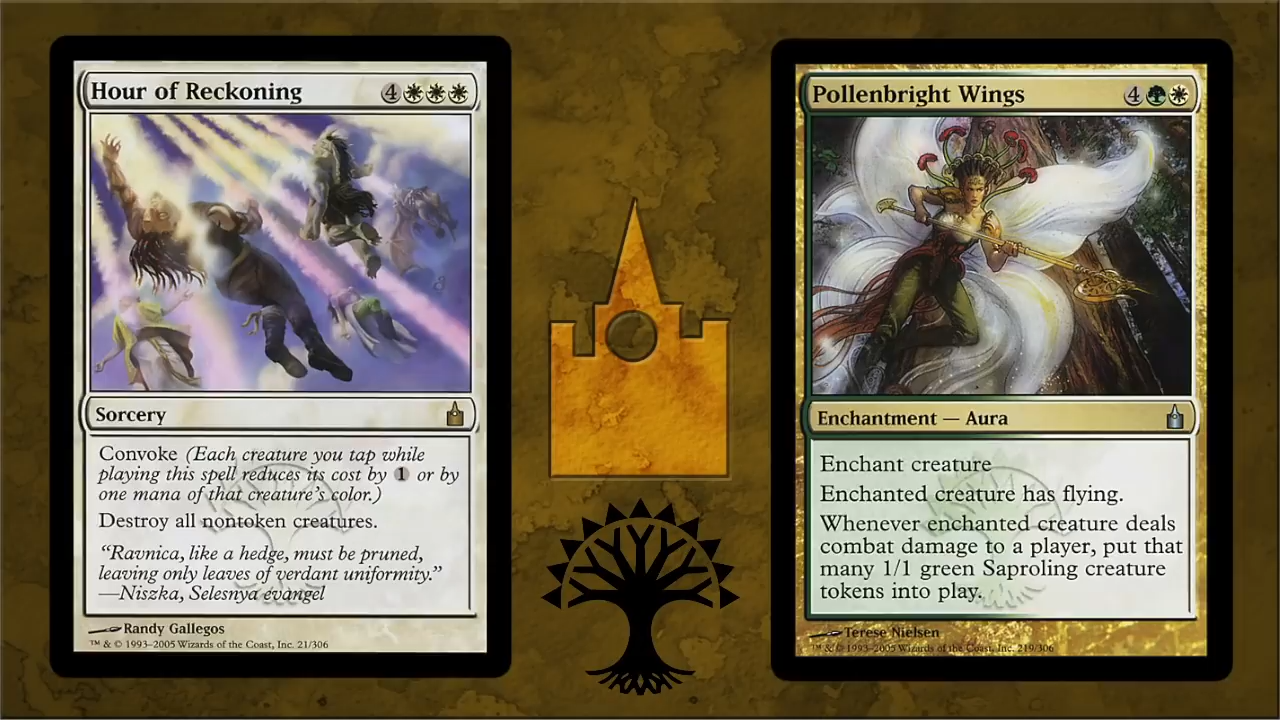 Hour of Reckoning 4
Sorcery
Convoke (Each creature you tap while
playing this spell reduces its cost by 1 or by
one mana of that creature's color.)
Destroy all nontoken creatures.
"Ravnica, like a hedge, must be pruned,
leaving only leaves of verdant uniformity."
—Niszka, Selesnya evangel
Randy Gallegos
™ & © 1993–2005 Wizards of the Coast, Inc. 21/306
Pollenbright Wings 4
Enchantment — Aura
Enchant creature
Enchanted creature has flying.
Whenever enchanted creature deals
combat damage to a player, put that
many 1/1 green Saproling creature
tokens into play.
Terese Nielsen
™ & © 1993–2005 Wizards of the Coast, Inc. 219/306